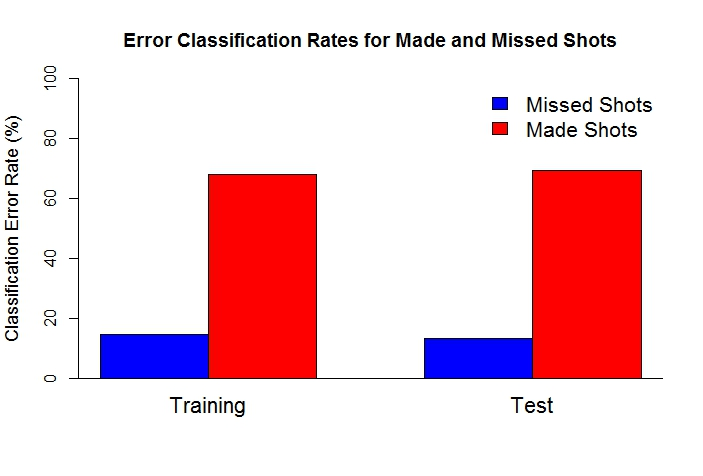 Error Classification Rates for Made and Missed Shots
Classification Error Rate (%)
100
80
60
40
20
0
Missed Shots
Made Shots
Training
Test